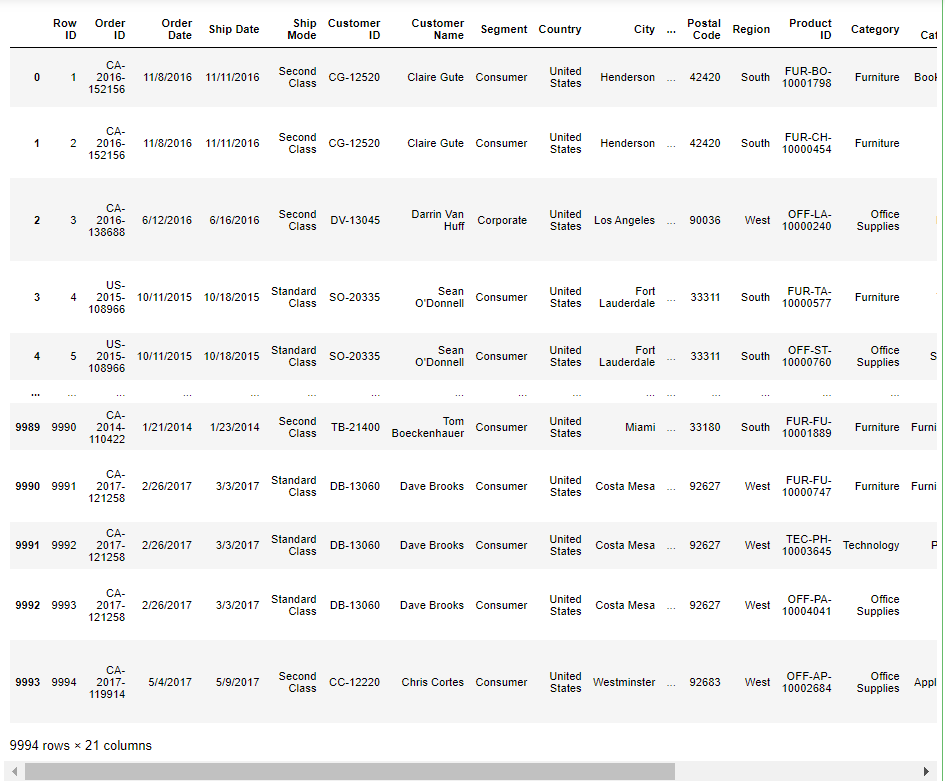 Row ID Order ID Order Date Ship Date Ship Mode Customer ID Customer Name Segment Country City ... Postal Code Region Product ID Category
0 1 CA-2016-152156 11/8/2016 11/11/2016 Second Class CG-12520 Claire Gute Consumer United States Henderson ... 42420 South FUR-BO-10001798 Furniture Book
1 2 CA-2016-152156 11/8/2016 11/11/2016 Second Class CG-12520 Claire Gute Consumer United States Henderson ... 42420 South FUR-CH-10000454 Furniture
2 3 CA-2016-138688 6/12/2016 6/16/2016 Second Class DV-13045 Darrin Van Huff Corporate United States Los Angeles ... 90036 West OFF-LA-10000240 Office Supplies
3 4 US-2015-108966 10/11/2015 10/18/2015 Standard Class SO-20335 Sean O'Donnell Consumer United States Fort Lauderdale ... 33311 South FUR-TA-10000577 Furniture
4 5 US-2015-108966 10/11/2015 10/18/2015 Standard Class SO-20335 Sean O'Donnell Consumer United States Fort Lauderdale ... 33311 South OFF-ST-10000760 Office Supplies S
... ... ... ... ... ... ... ... ... ... ... ... ... ... ... ...
9989 9990 CA-2014-110422 1/21/2014 1/23/2014 Second Class TB-21400 Tom Boeckenhauer Consumer United States Miami ... 33180 South FUR-FU-10001889 Furniture Furni
9990 9991 CA-2017-121258 2/26/2017 3/3/2017 Standard Class DB-13060 Dave Brooks Consumer United States Costa Mesa ... 92627 West FUR-FU-10000747 Furniture Furni
9991 9992 CA-2017-121258 2/26/2017 3/3/2017 Standard Class DB-13060 Dave Brooks Consumer United States Costa Mesa ... 92627 West TEC-PH-10003645 Technology P
9992 9993 CA-2017-121258 2/26/2017 3/3/2017 Standard Class DB-13060 Dave Brooks Consumer United States Costa Mesa ... 92627 West OFF-PA-10004041 Office Supplies
9993 9994 CA-2017-119914 5/4/2017 5/9/2017 Second Class CC-12220 Chris Cortes Consumer United States Westminster ... 92683 West OFF-AP-10002684 Office Supplies Appl
9994 rows × 21 columns